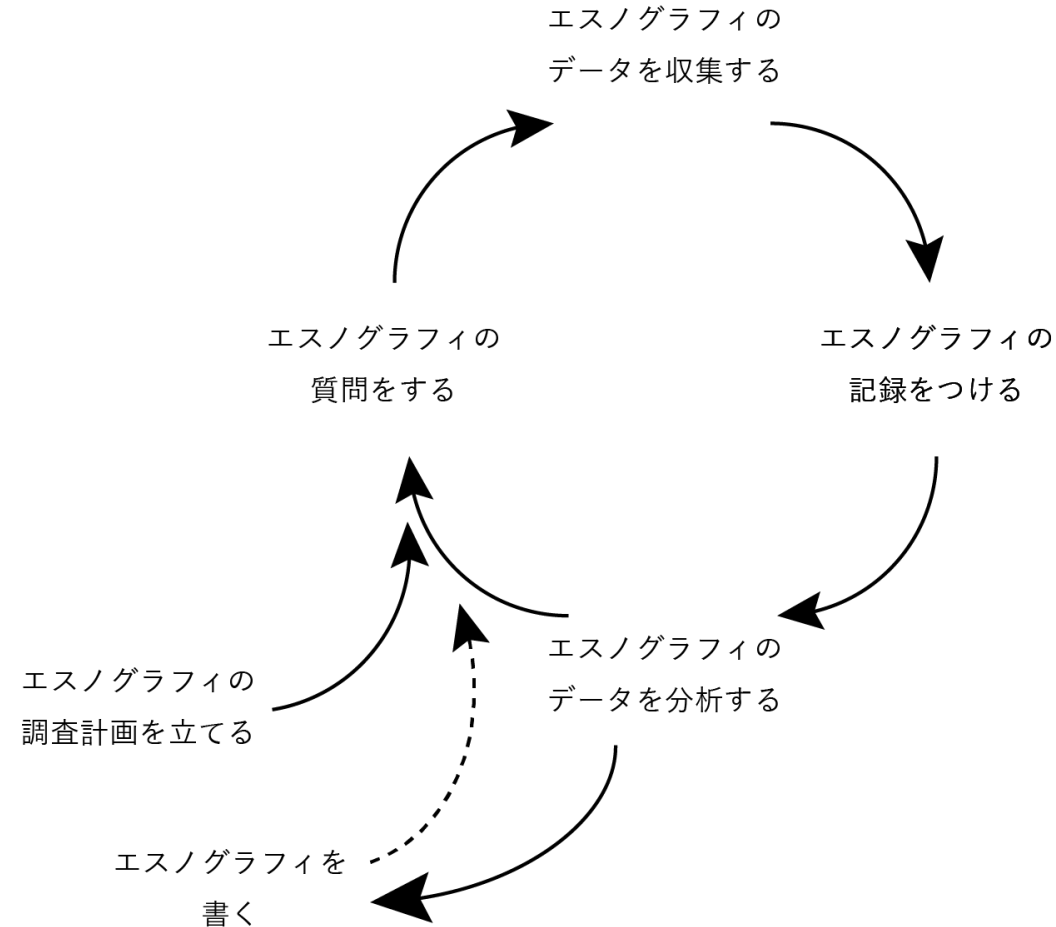 エスノグラフィの
データを収集する
エスノグラフィの
質問をする
エスノグラフィの
記録をつける
エスノグラフィの
データを分析する
エスノグラフィの
調査計画を立てる
エスノグラフィを
書く